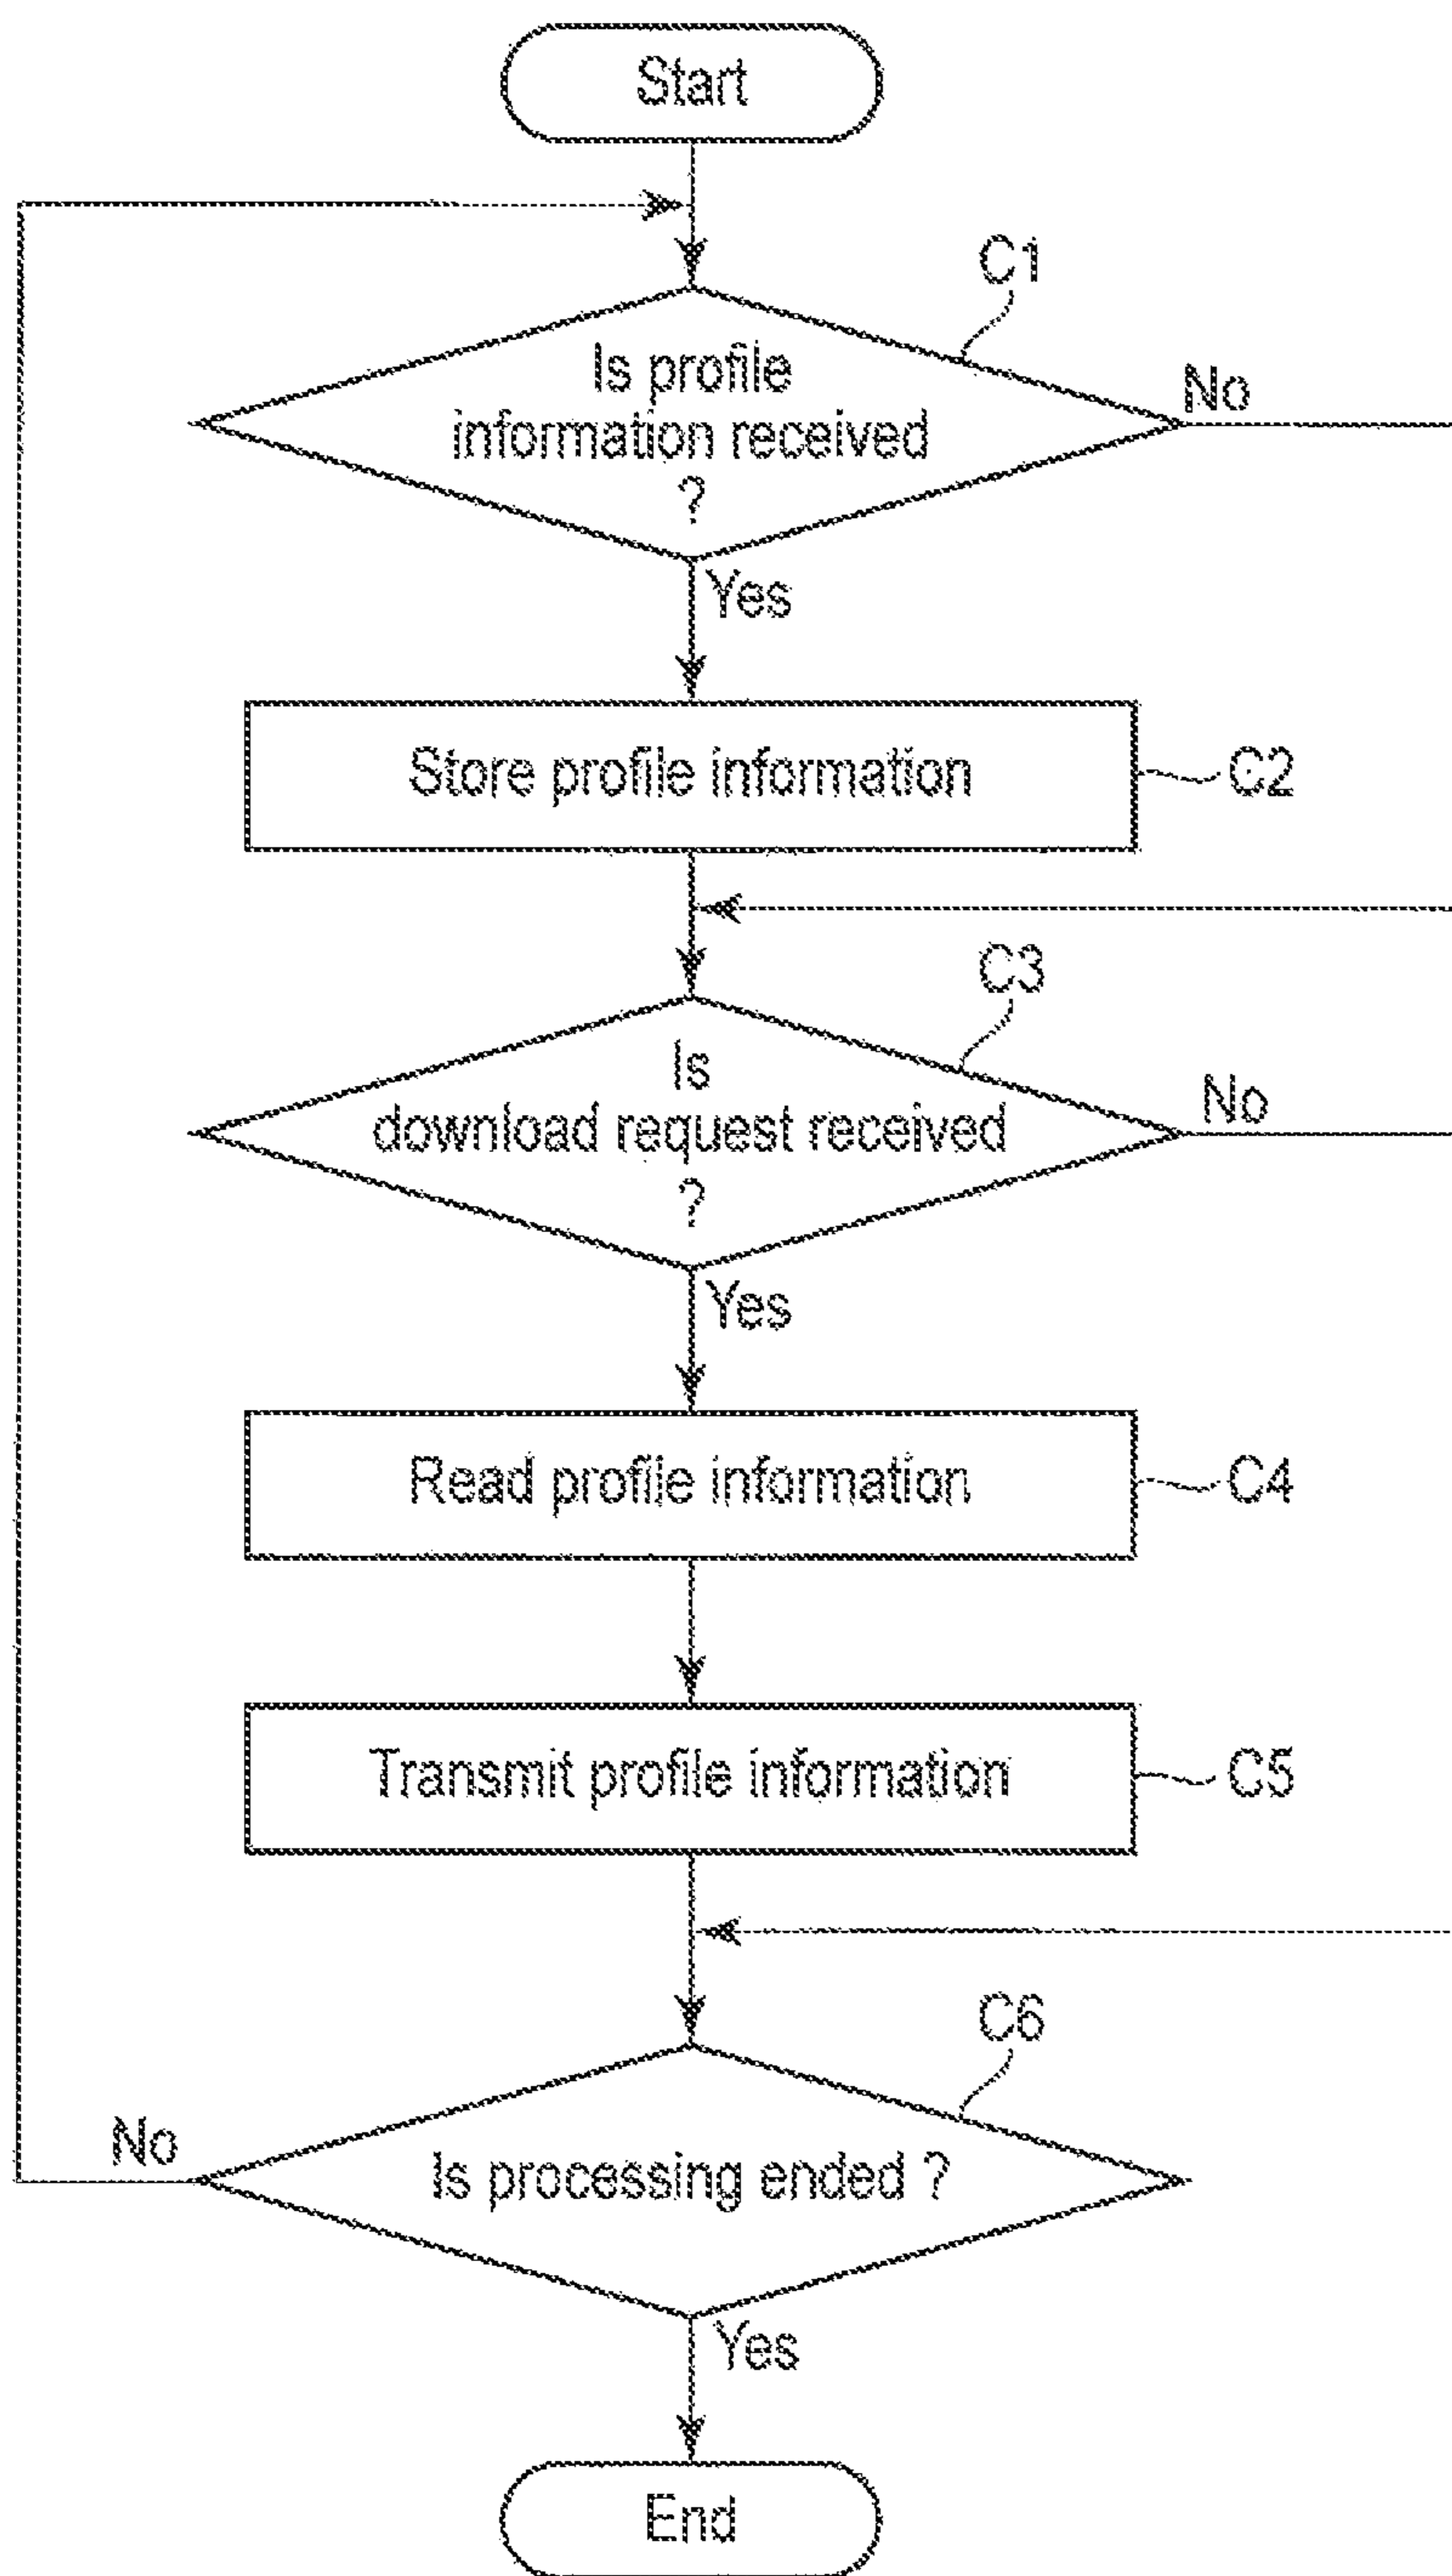 Start
C1
Is profile
information received
?
No
Yes
Store profile information
C2
C3
Is
download request received
?
No
Yes
Read profile information
C4
Transmit profile information
C5
C6
No
Is processing ended ?
Yes
End